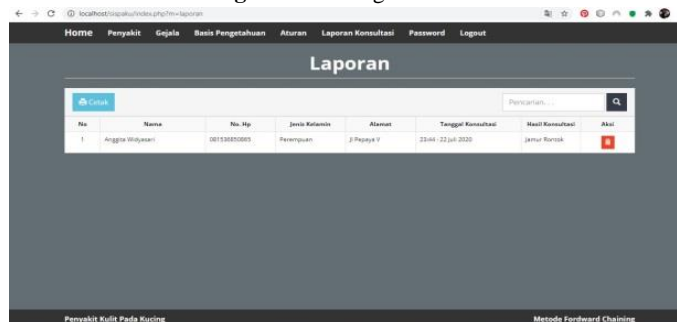 localhost/sispaku/index.php?m=laporan
Home Penyakit Gejala Basis Pengetahuan Aturan Laporan Konsultasi Password Logout
Laporan
Cetak Pencarian. . .
No Nama No. Hp Jenis Kelamin Alamat Tanggal Konsultasi Hasil Konsultasi Aksi
1 Anggita Widyasari 081536850865 Perempuan Jl Pepaya V 23:44 - 22 Juli 2020 Jamur Rontok
Penyakit Kulit Pada Kucing Metode Fordward Chaining